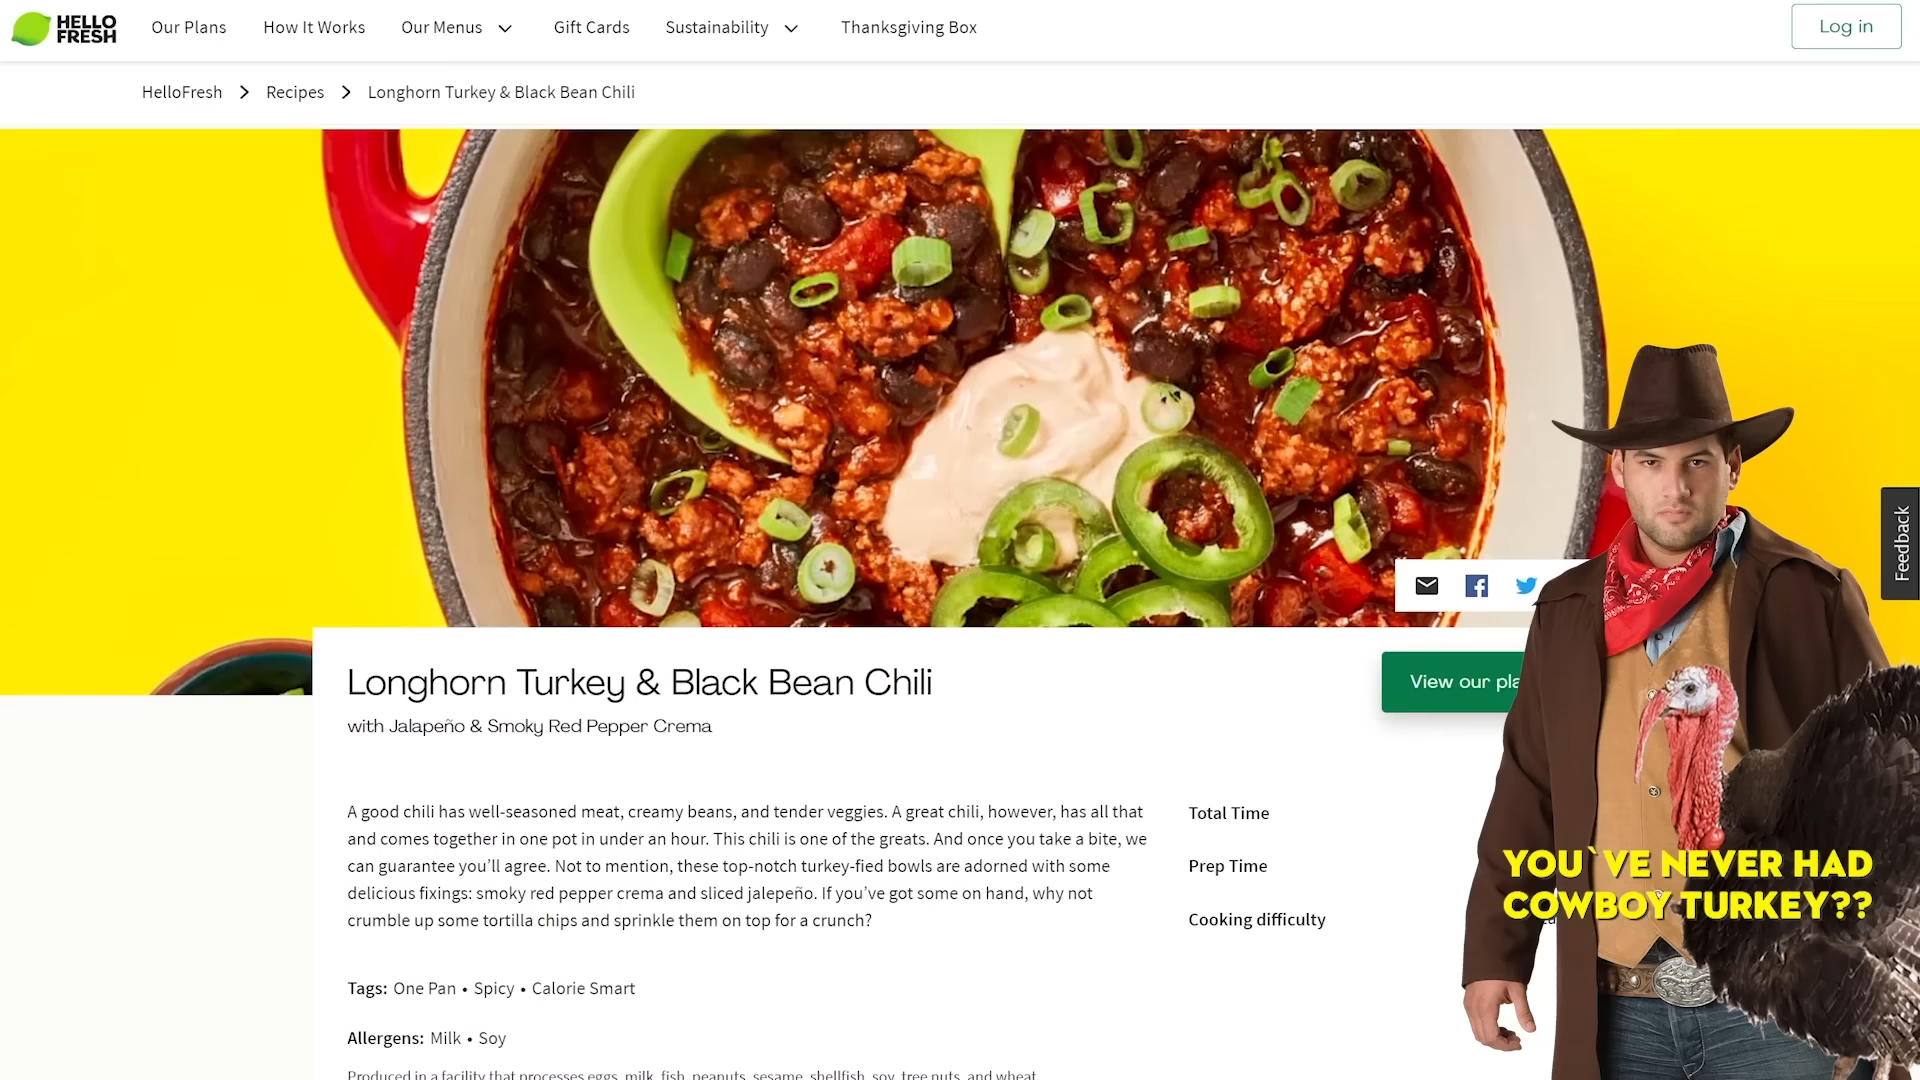 HELLO
FRESH
Our Plans
How It Works
Our Menus
Gift Cards
Sustainability
Thanksgiving Box
Log in
HelloFresh
Recipes
Longhorn Turkey & Black Bean Chili
Feedback
Longhorn Turkey & Black Bean Chili
View our pla
with Jalapeño & Smoky Red Pepper Crema
A good chili has well-seasoned meat, creamy beans, and tender veggies. A great chili, however, has all that
and comes together in one pot in under an hour. This chili is one of the greats. And once you take a bite, we
can guarantee you’ll agree. Not to mention, these top-notch turkey-fied bowls are adorned with some
delicious fixings: smoky red pepper crema and sliced jalepeño. If you’ve got some on hand, why not
crumble up some tortilla chips and sprinkle them on top for a crunch?
Total Time
Prep Time
Cooking difficulty
YOU`VE NEVER HAD
COWBOY TURKEY??
Tags: One Pan • Spicy • Calorie Smart
Allergens: Milk • Soy
Produced in a facility that processes eggs, milk, fish, peanuts, sesame, shellfish, soy, tree nuts, and wheat.